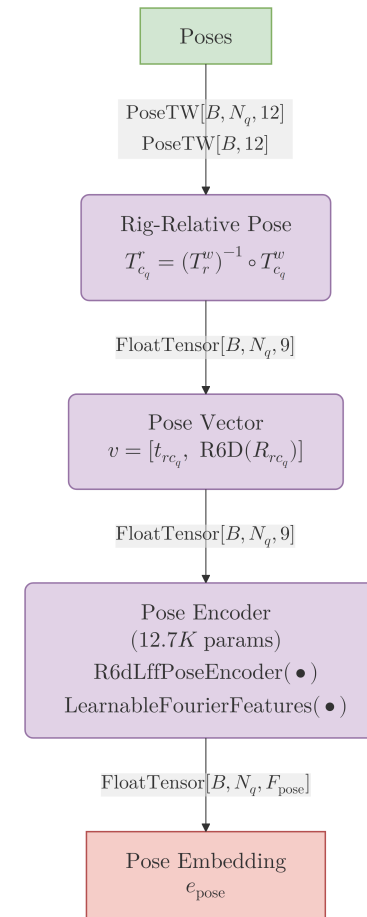 Poses
PoseTW[B, N_q, 12]
PoseTW[B, 12]
Rig-Relative Pose
T^r_{c_q} = (T^w_r)^{-1} ∘ T^w_{c_q}
FloatTensor[B, N_q, 9]
Pose Vector
v = [t_{rc_q}, R6D(R_{rc_q})]
FloatTensor[B, N_q, 9]
Pose Encoder
(12.7K params)
R6dLffPoseEncoder(•)
LearnableFourierFeatures(•)
FloatTensor[B, N_q, F_pose]
Pose Embedding
e_pose